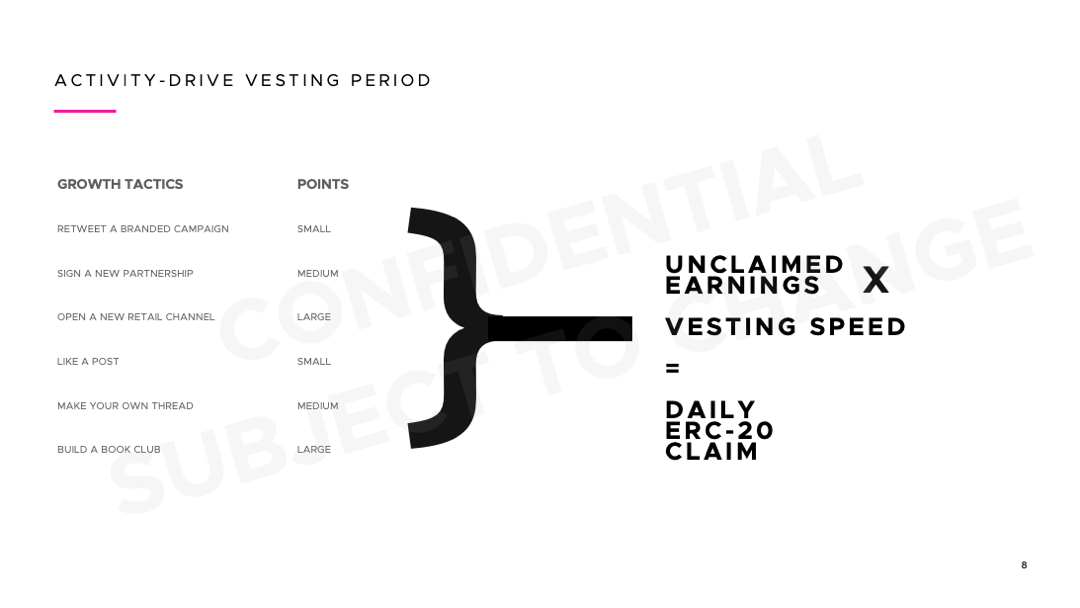 ACTIVITY-DRIVE VESTING PERIOD
GROWTH TACTICS POINTS
RETWEET A BRANDED CAMPAIGN SMALL
SIGN A NEW PARTNERSHIP MEDIUM
OPEN A NEW RETAIL CHANNEL LARGE
LIKE A POST SMALL
MAKE YOUR OWN THREAD MEDIUM
BUILD A BOOK CLUB LARGE
UNCLAIMED
EARNINGS X
VESTING SPEED
=
DAILY
ERC-20
CLAIM
CONFIDENTIAL
SUBJECT TO CHANGE
8